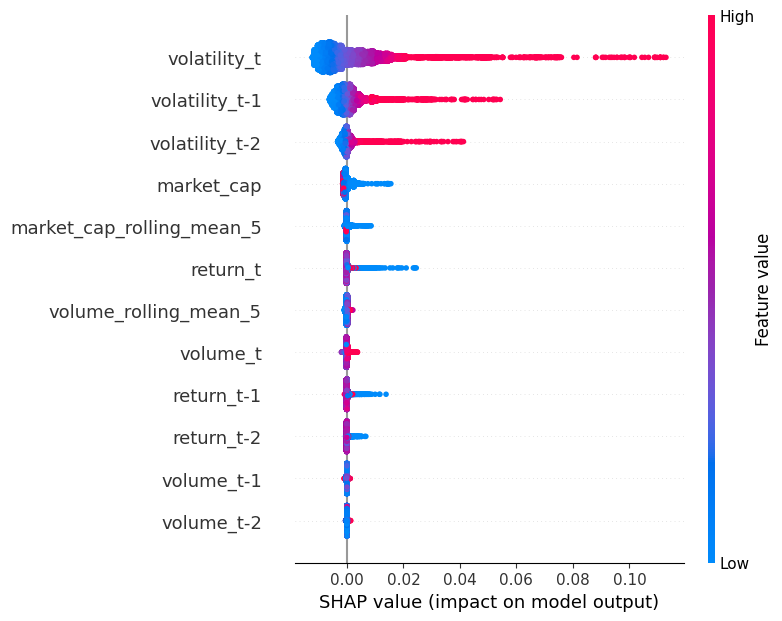 High
volatility_t
volatility_t-1
volatility_t-2
market_cap
market_cap_rolling_mean_5
return_t
volume_rolling_mean_5
volume_t
return_t-1
return_t-2
volume_t-1
volume_t-2
Feature value
Low
0.00 0.02 0.04 0.06 0.08 0.10
SHAP value (impact on model output)